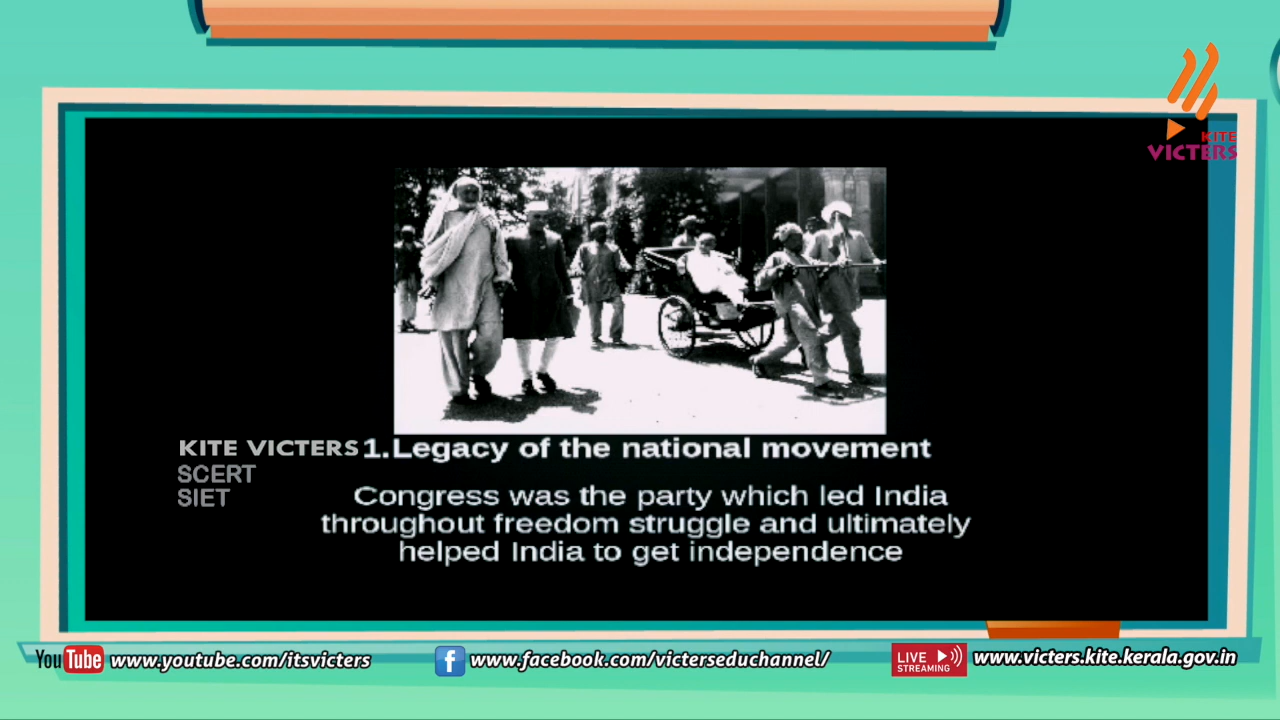 KITE
VICTERS
KITE VICTERS
SCERT
SIET
1.Legacy of the national movement
Congress was the party which led India
throughout freedom struggle and ultimately
helped India to get independence
YouTube www.youtube.com/itsvicters
f www.facebook.com/victerseduchannel/
LIVE
STREAMING
www.victers.kite.kerala.gov.in